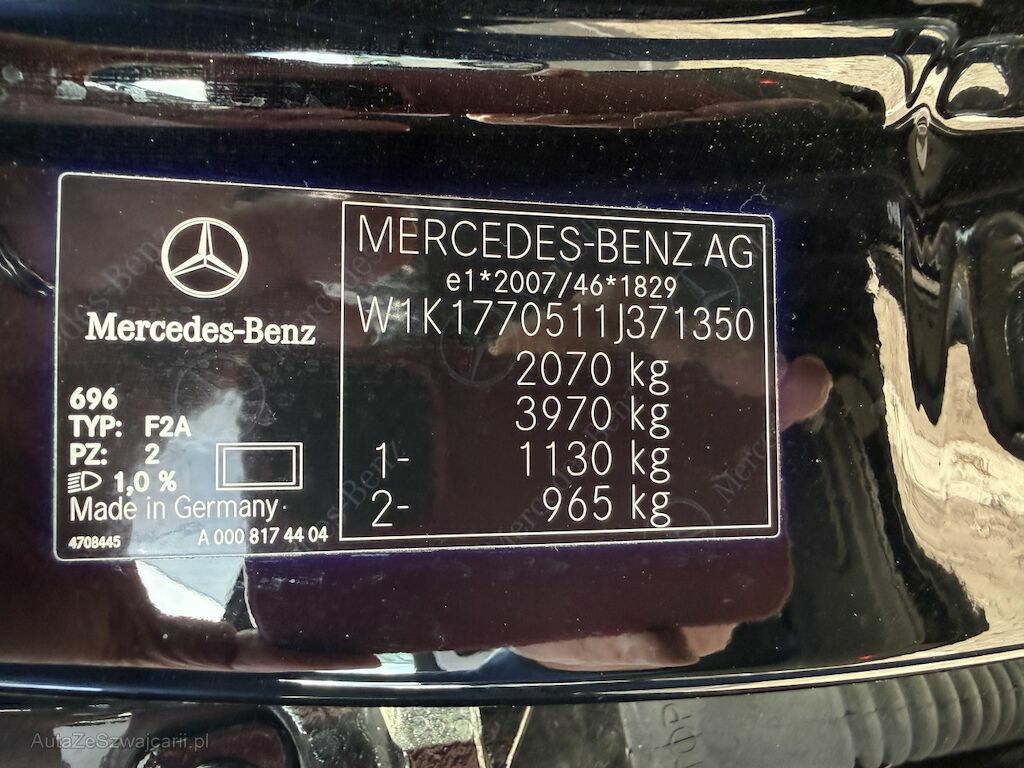 Mercedes-Benz
696
TYP: F2A
PZ: 2
1,0 %
Made in Germany
4708445 A 000 817 44 04
MERCEDES-BENZ AG
e1*2007/46*1829
W1K1770511J371350
2070 kg
3970 kg
1- 1130 kg
2- 965 kg
AutaZeSzwajcarii.pl